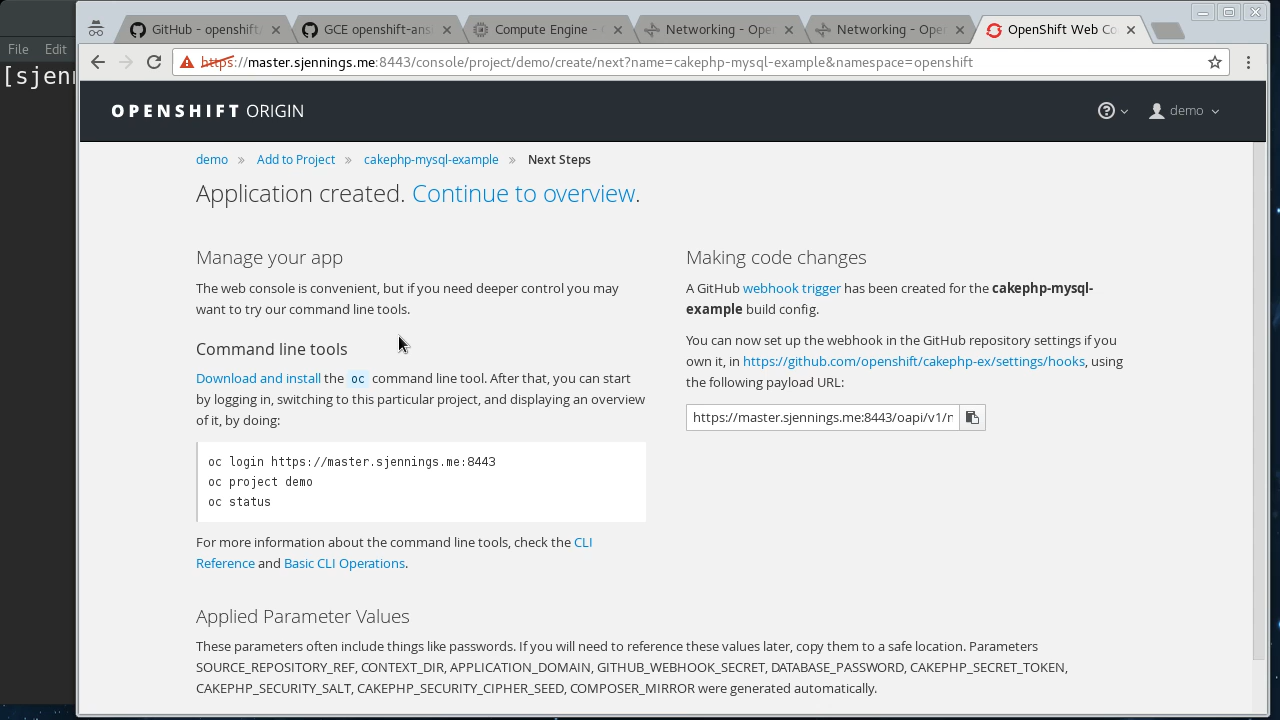 GitHub - openshift
GCE openshift-ans
Compute Engine -
Networking - Ope
Networking - Ope
OpenShift Web Co
File Edit
[sjenn
https://master.sjennings.me:8443/console/project/demo/create/next?name=cakephp-mysql-example&namespace=openshift
OPENSHIFT ORIGIN
demo
demo » Add to Project » cakephp-mysql-example » Next Steps
Application created. Continue to overview.
Manage your app
The web console is convenient, but if you need deeper control you may
want to try our command line tools.
Command line tools
Download and install the oc command line tool. After that, you can start
by logging in, switching to this particular project, and displaying an overview
of it, by doing:
oc login https://master.sjennings.me:8443
oc project demo
oc status
For more information about the command line tools, check the CLI
Reference and Basic CLI Operations.
Making code changes
A GitHub webhook trigger has been created for the cakephp-mysql-
example build config.
You can now set up the webhook in the GitHub repository settings if you
own it, in https://github.com/openshift/cakephp-ex/settings/hooks, using
the following payload URL:
https://master.sjennings.me:8443/oapi/v1/n
Applied Parameter Values
These parameters often include things like passwords. If you will need to reference these values later, copy them to a safe location. Parameters
SOURCE_REPOSITORY_REF, CONTEXT_DIR, APPLICATION_DOMAIN, GITHUB_WEBHOOK_SECRET, DATABASE_PASSWORD, CAKEPHP_SECRET_TOKEN,
CAKEPHP_SECURITY_SALT, CAKEPHP_SECURITY_CIPHER_SEED, COMPOSER_MIRROR were generated automatically.